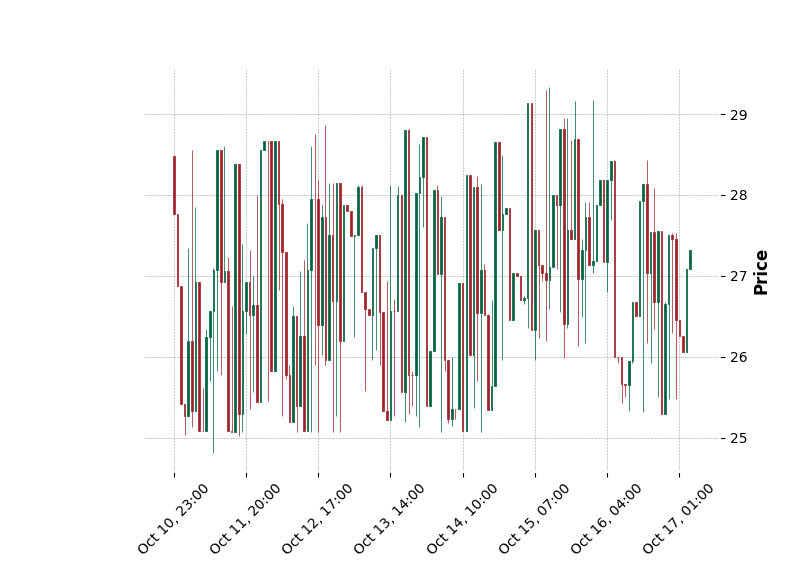 29
28
27
26
25
Price
Oct 10, 23:00
Oct 11, 20:00
Oct 12, 17:00
Oct 13, 14:00
Oct 14, 10:00
Oct 15, 07:00
Oct 16, 04:00
Oct 17, 01:00